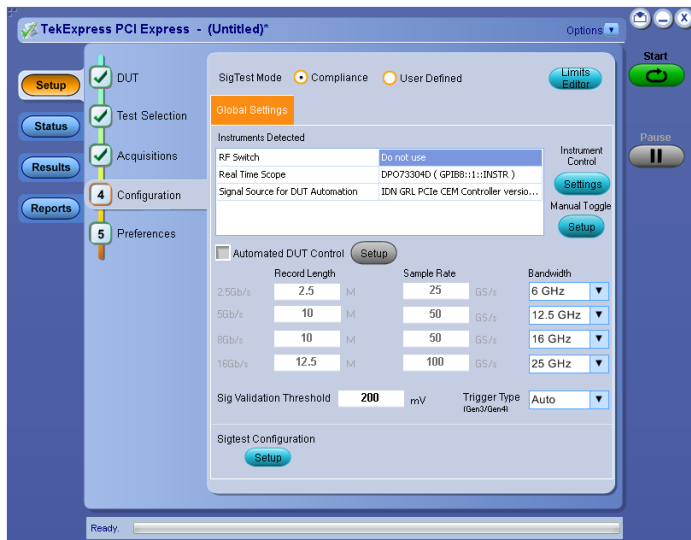 TekExpress PCI Express - (Untitled)*
Options
Setup
Status
Results
Reports
DUT
Test Selection
Acquisitions
4 Configuration
5 Preferences
SigTest Mode Compliance User Defined
Limits Editor
Global Settings
Instruments Detected
RF Switch Do not use
Real Time Scope DPO73304D ( GPIB8::1::INSTR )
Signal Source for DUT Automation IDN GRL PCIe CEM Controller versio...
Instrument Control
Settings
Manual Toggle
Setup
Automated DUT Control Setup
Record Length Sample Rate Bandwidth
2.5Gb/s 2.5 M 25 GS/s 6 GHz
5Gb/s 10 M 50 GS/s 12.5 GHz
8Gb/s 10 M 50 GS/s 16 GHz
16Gb/s 12.5 M 100 GS/s 25 GHz
Sig Validation Threshold 200 mV Trigger Type Auto
(Gen3/Gen4)
Sigtest Configuration
Setup
Start
Pause
Ready.